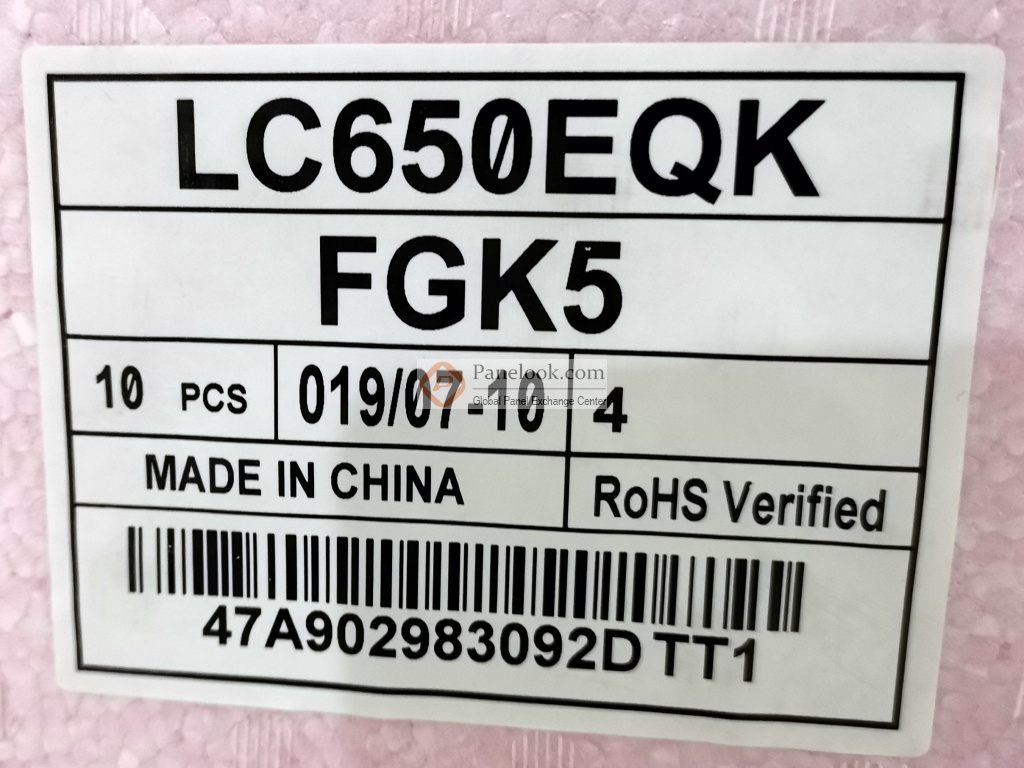 LC650EQK
FGK5
10 PCS
019/07-10
4
Panelook.com
Global Panel Exchange Center
MADE IN CHINA
RoHS Verified
47A902983092D TT1